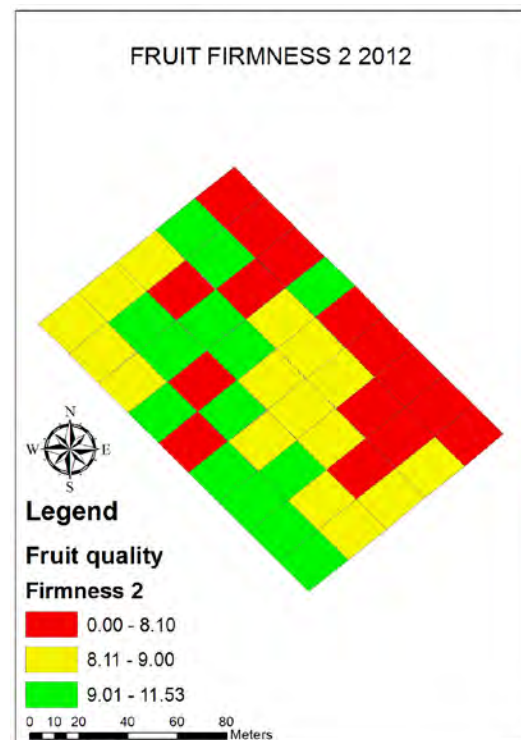 FRUIT FIRMNESS 2 2012
N
W E
S
Legend
Fruit quality
Firmness 2
0.00 - 8.10
8.11 - 9.00
9.01 - 11.53
0 10 20 40 60 80
Meters